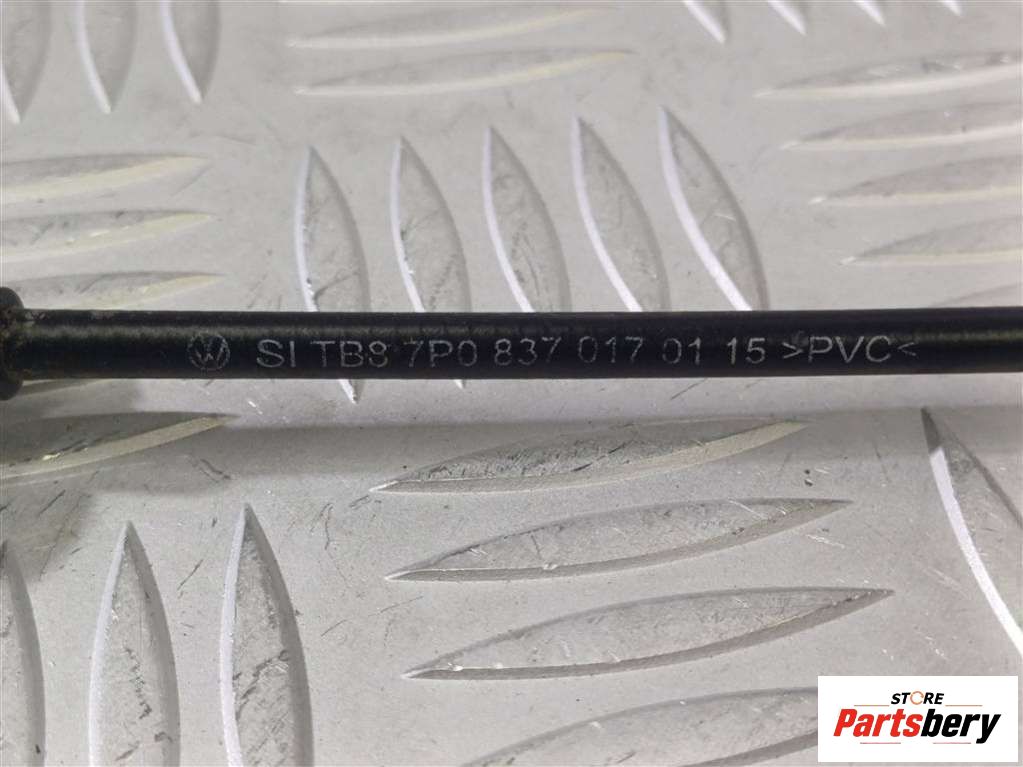 SI TB8 7P0 837 017 01 15 >PVC<
STORE
Partsbery